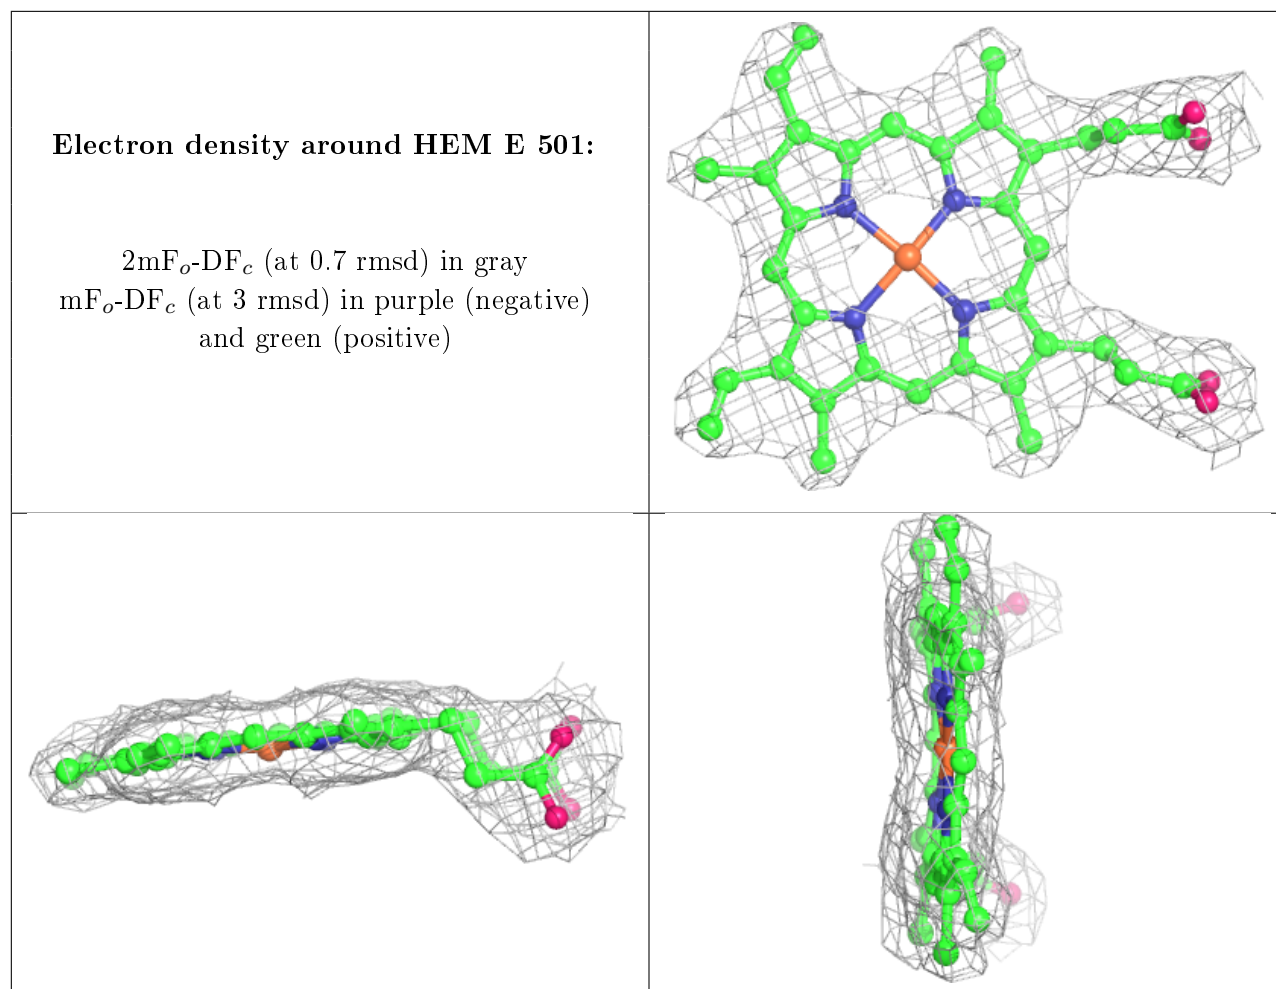 Electron density around HEM E 501:
2mFₒ-DF𝑐 (at 0.7 rmsd) in gray
mFₒ-DF𝑐 (at 3 rmsd) in purple (negative)
and green (positive)